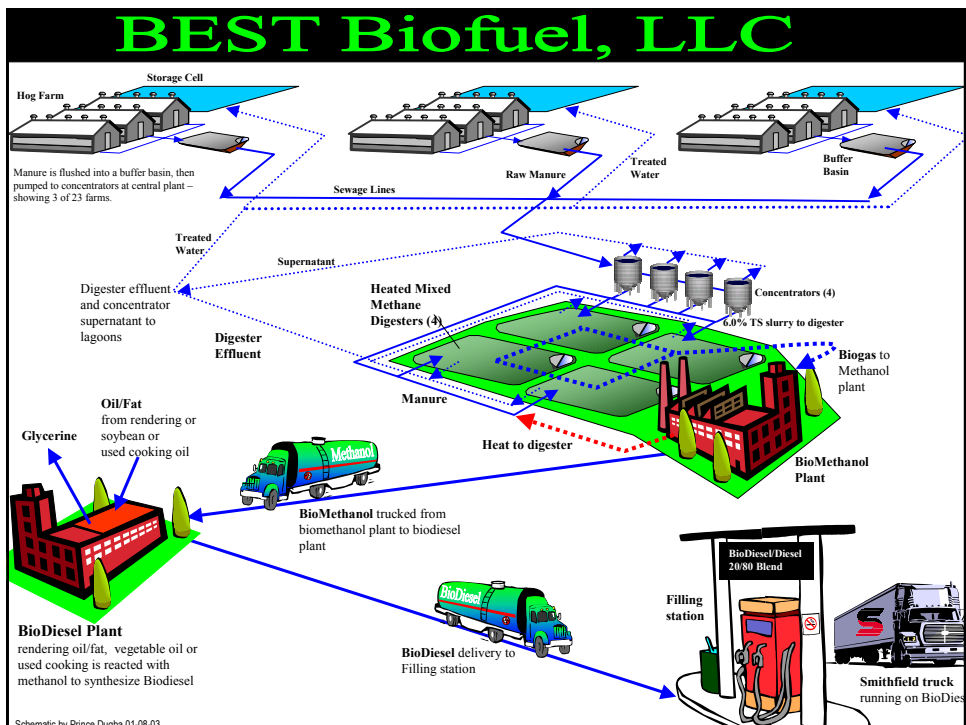 BEST Biofuel, LLC
Storage Cell
Hog Farm
Manure is flushed into a buffer basin, then
pumped to concentrators at central plant –
showing 3 of 23 farms.
Raw Manure
Treated
Water
Buffer
Basin
Sewage Lines
Treated
Water
Supernatant
Digester effluent
and concentrator
supernatant to
lagoons
Heated Mixed
Methane
Digesters (4)
Concentrators (4)
6.0% TS slurry to digester
Digester
Effluent
Biogas to
Methanol
plant
Manure
Heat to digester
BioMethanol
Plant
Oil/Fat
from rendering or
soybean or
used cooking oil
Glycerine
Methanol
BioMethanol trucked from
biomethanol plant to biodiesel
plant
BioDiesel/Diesel
20/80 Blend
BioDiesel
Filling
station
BioDiesel Plant
rendering oil/fat, vegetable oil or
used cooking is reacted with
methanol to synthesize Biodiesel
BioDiesel delivery to
Filling station
S
Smithfield truck
running on BioDies
Schematic by Prince Dugba 01-08-03